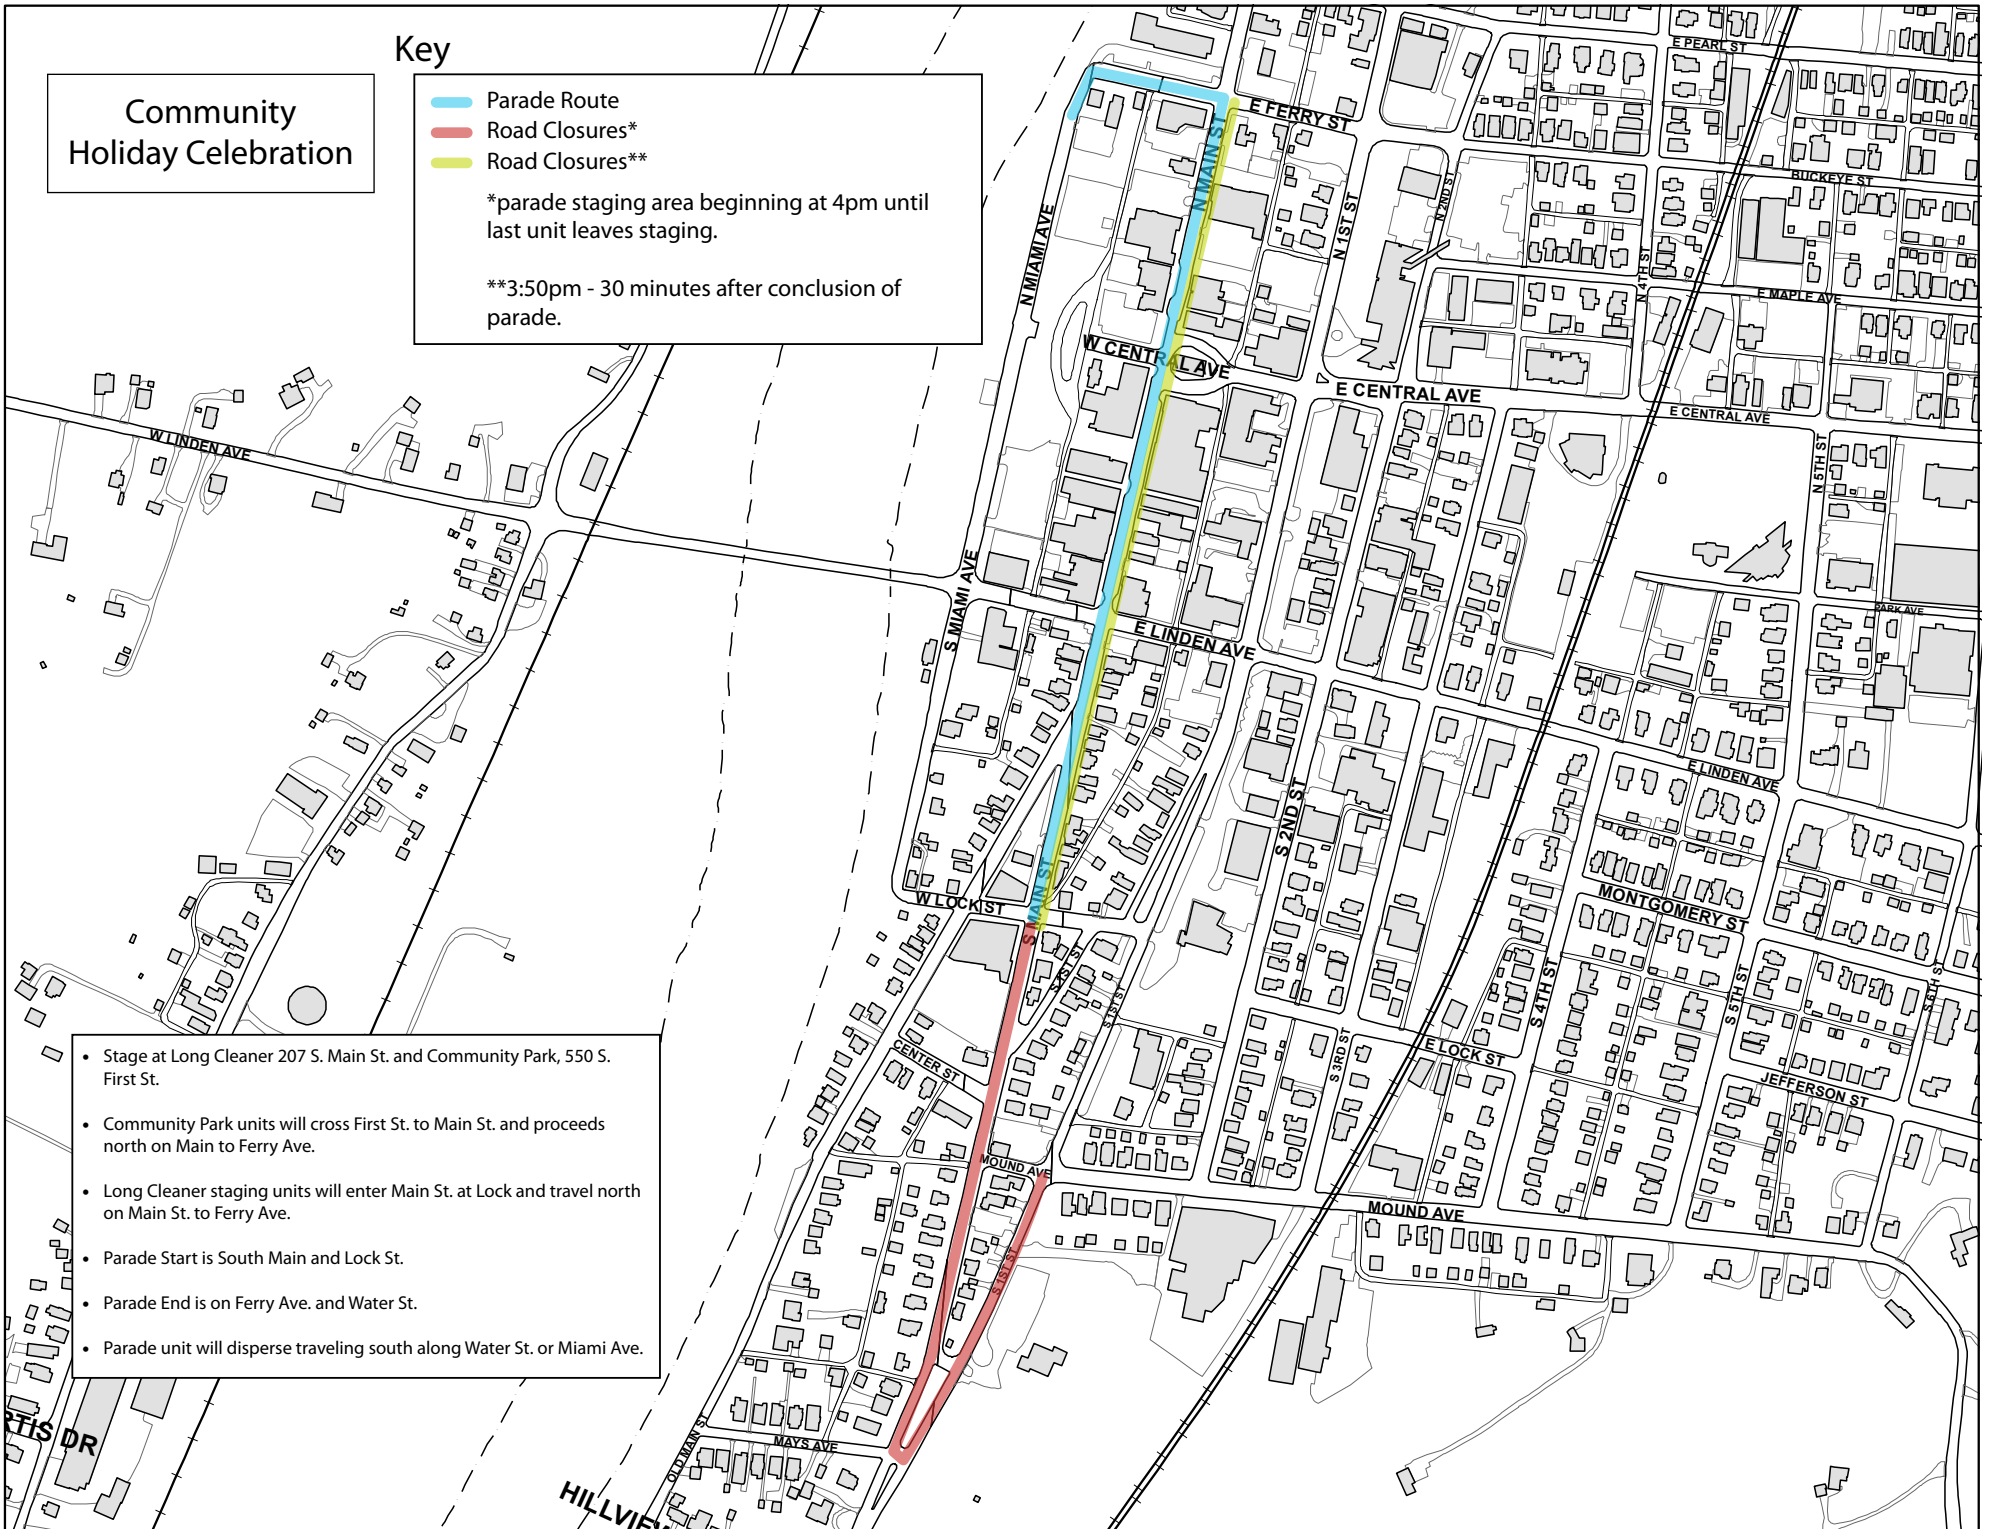 Key
Community
Holiday Celebration
Parade Route
Road Closures*
Road Closures**
*parade staging area beginning at 4pm until
last unit leaves staging.
**3:50pm - 30 minutes after conclusion of
parade.
E PEARL ST
E FERRY ST
N MAIN ST
BUCKEYE ST
N 2ND ST
N 1ST ST
N MIAMI AVE
N 4TH ST
E MAPLE AVE
W CENTRAL AVE
E CENTRAL AVE
E CENTRAL AVE
W LINDEN AVE
N 5TH ST
S MIAMI AVE
PARK AVE
E LINDEN AVE
E LINDEN AVE
S 2ND ST
S MAIN ST
W LOCK ST
MONTGOMERY ST
S 1ST ST
S 1ST ST
S 4TH ST
S 5TH ST
S 6TH ST
CENTER ST
S 3RD ST
E LOCK ST
JEFFERSON ST
MOUND AVE
MOUND AVE
S 1ST ST
• Stage at Long Cleaner 207 S. Main St. and Community Park, 550 S.
First St.
• Community Park units will cross First St. to Main St. and proceeds
north on Main to Ferry Ave.
• Long Cleaner staging units will enter Main St. at Lock and travel north
on Main St. to Ferry Ave.
• Parade Start is South Main and Lock St.
• Parade End is on Ferry Ave. and Water St.
• Parade unit will disperse traveling south along Water St. or Miami Ave.
RTIS DR
OLD MAIN ST
MAYS AVE
HILLVIEW